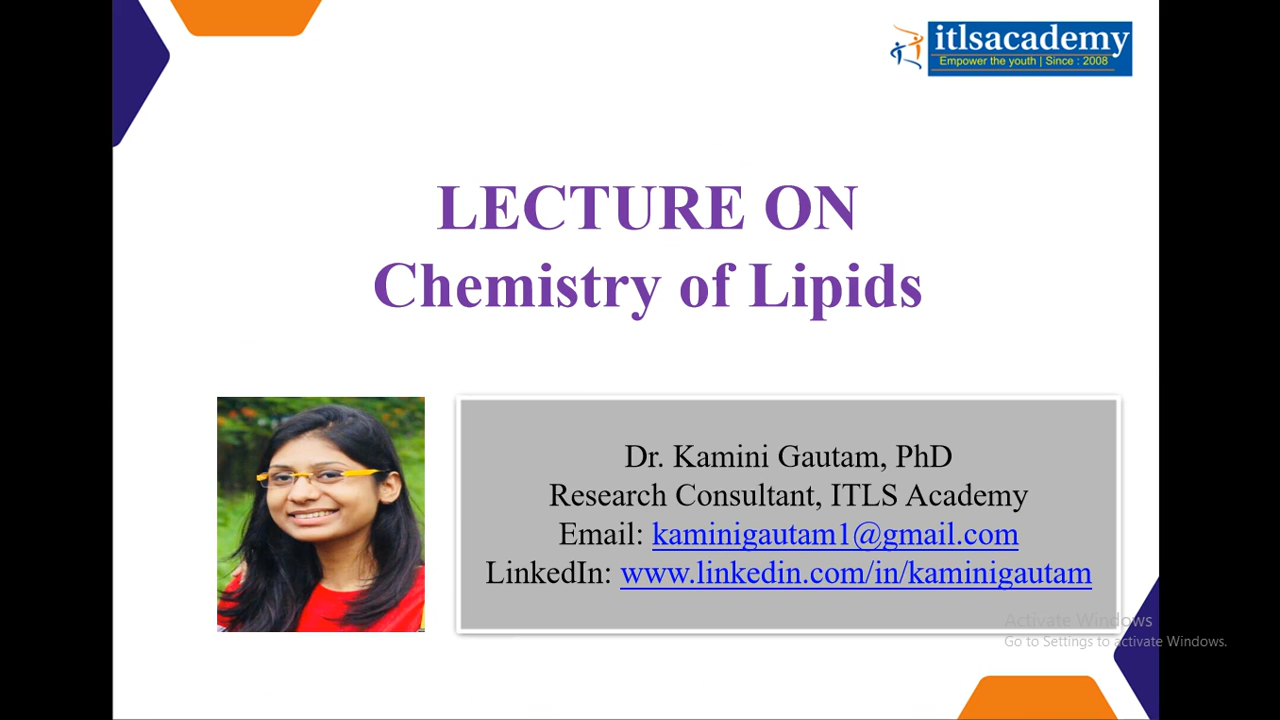 itlsacademy
Empower the youth | Since : 2008
LECTURE ON
Chemistry of Lipids
Dr. Kamini Gautam, PhD
Research Consultant, ITLS Academy
Email: kaminigautam1@gmail.com
LinkedIn: www.linkedin.com/in/kaminigautam
Activate Windows
Go to Settings to activate Windows.